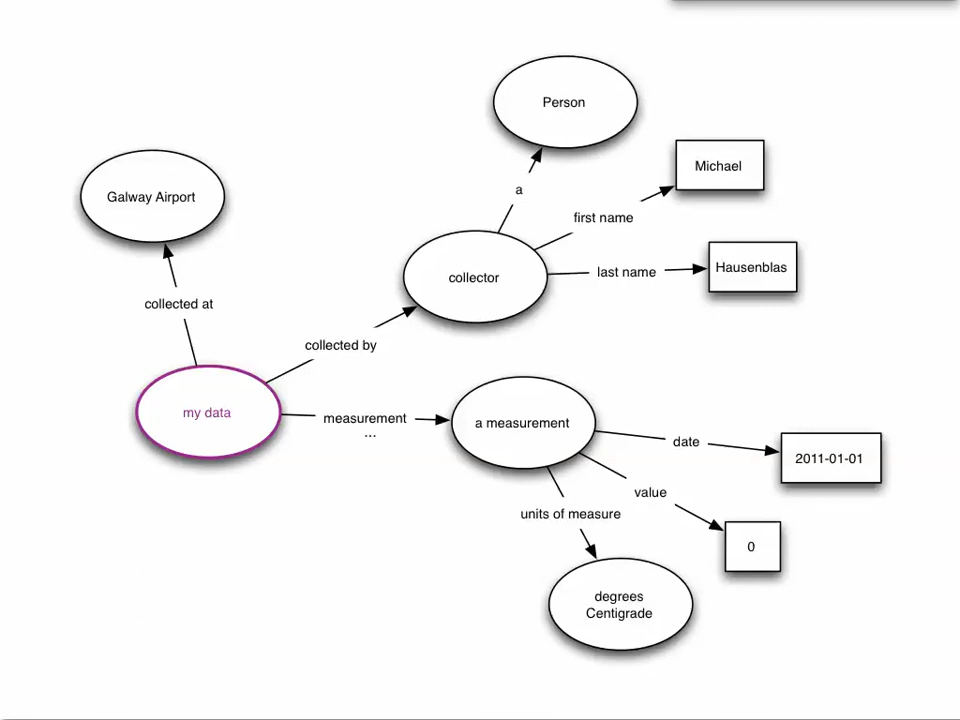 Person
Michael
a
Galway Airport
first name
Hausenblas
last name
collector
collected at
collected by
my data
measurement
...
a measurement
date
2011-01-01
value
units of measure
0
degrees
Centigrade